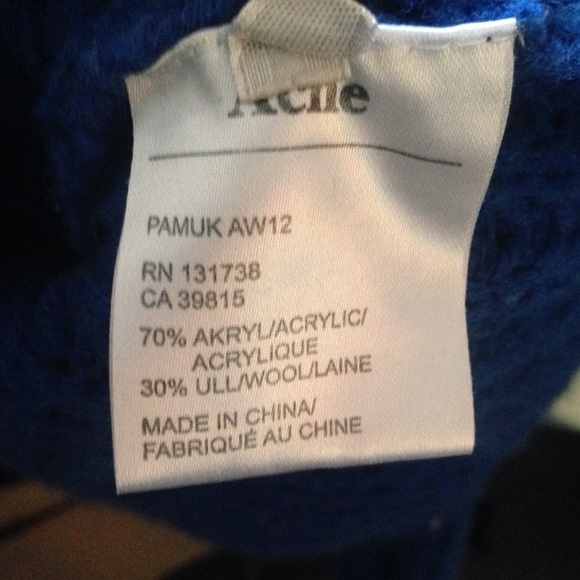 Acne
PAMUK AW12
RN 131738
CA 39815
70% AKRYL/ACRYLIC/
ACRYLIQUE
30% ULL/WOOL/LAINE
MADE IN CHINA/
FABRIQUÉ AU CHINE